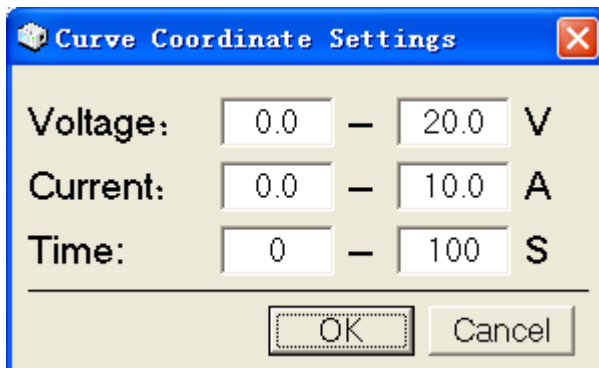 Curve Coordinate Settings
Voltage: 0.0 – 20.0 V
Current: 0.0 – 10.0 A
Time: 0 – 100 S
OK Cancel